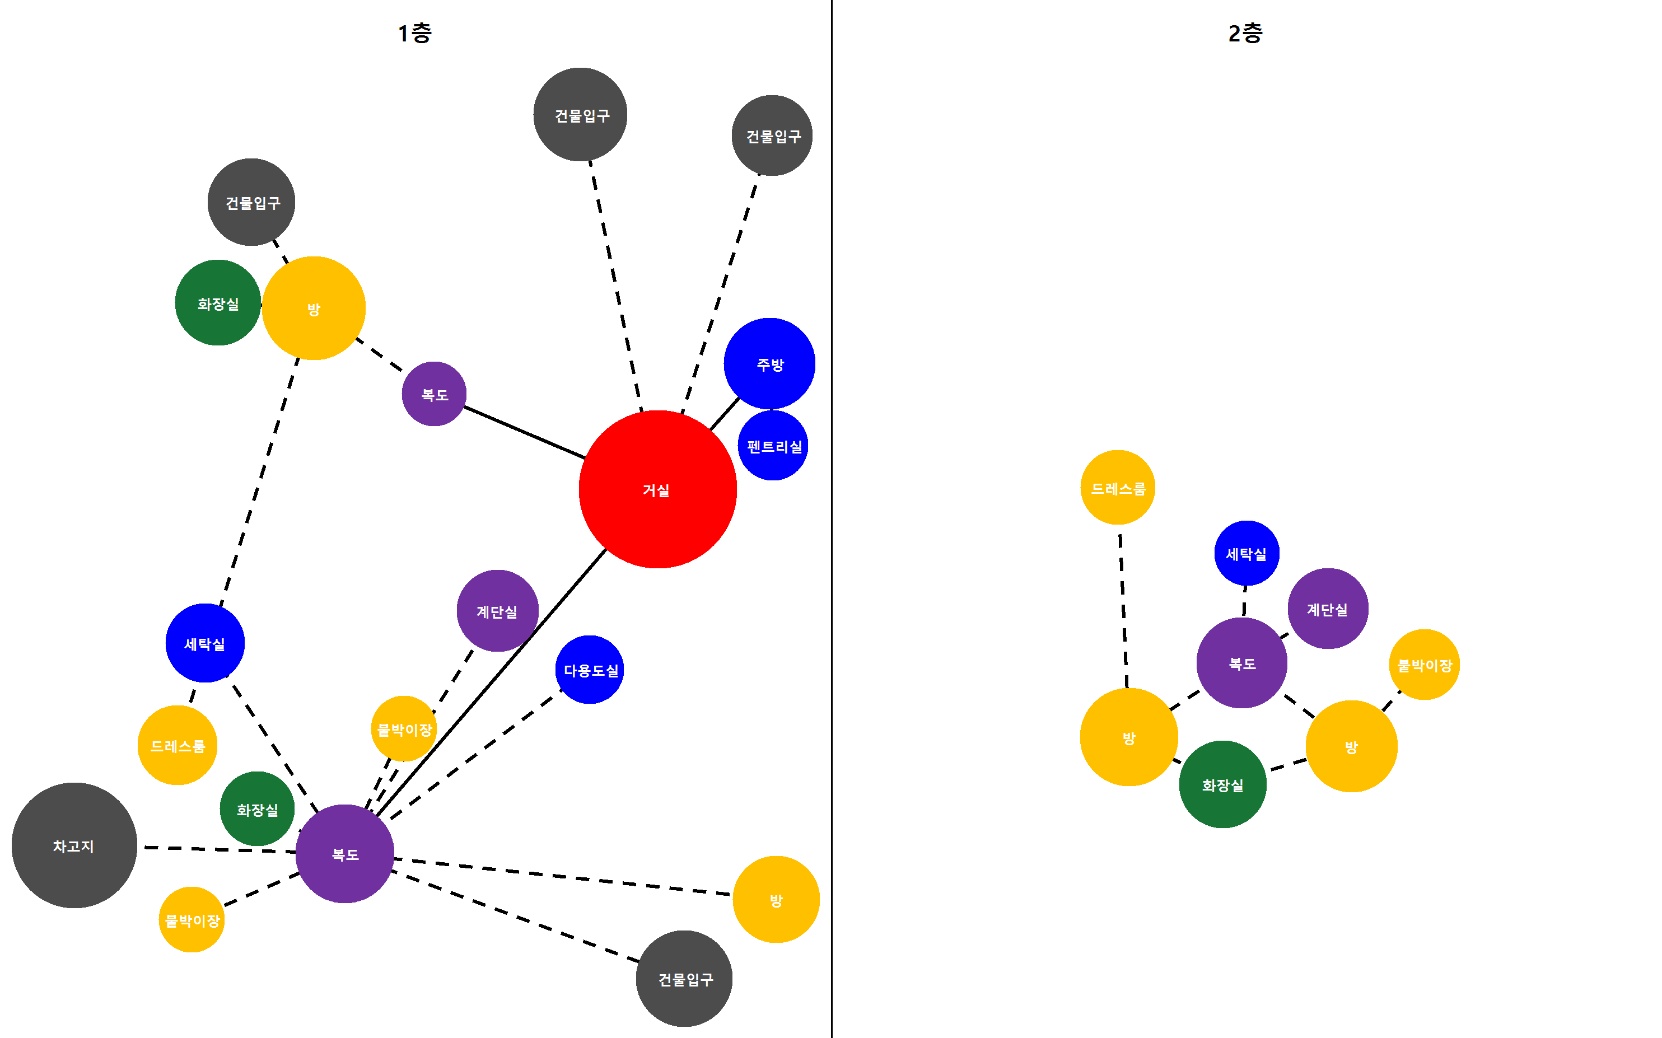 1층
건물입구
건물입구
건물입구
화장실
방
복도
주방
펜트리실
거실
계단실
세탁실
다용도실
붙박이장
드레스룸
화장실
차고지
복도
붙박이장
방
건물입구
2층
드레스룸
세탁실
계단실
복도
붙박이장
방
방
화장실